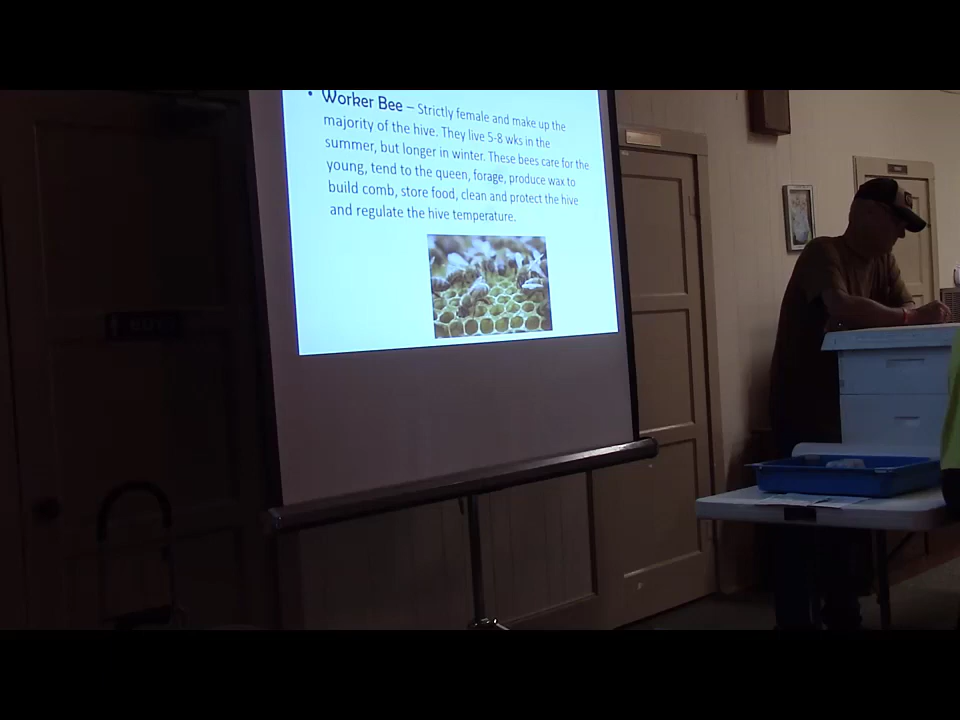 • Worker Bee – Strictly female and make up the
majority of the hive. They live 5-8 wks in the
summer, but longer in winter. These bees care for the
young, tend to the queen, forage, produce wax to
build comb, store food, clean and protect the hive
and regulate the hive temperature.